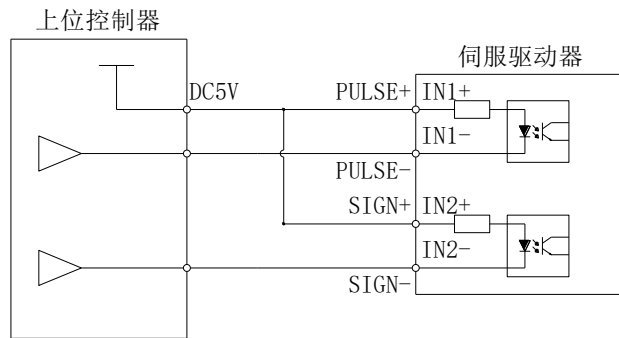 上位控制器
伺服驱动器
DC5V
PULSE+
IN1+
IN1-
PULSE-
SIGN+
IN2+
IN2-
SIGN-